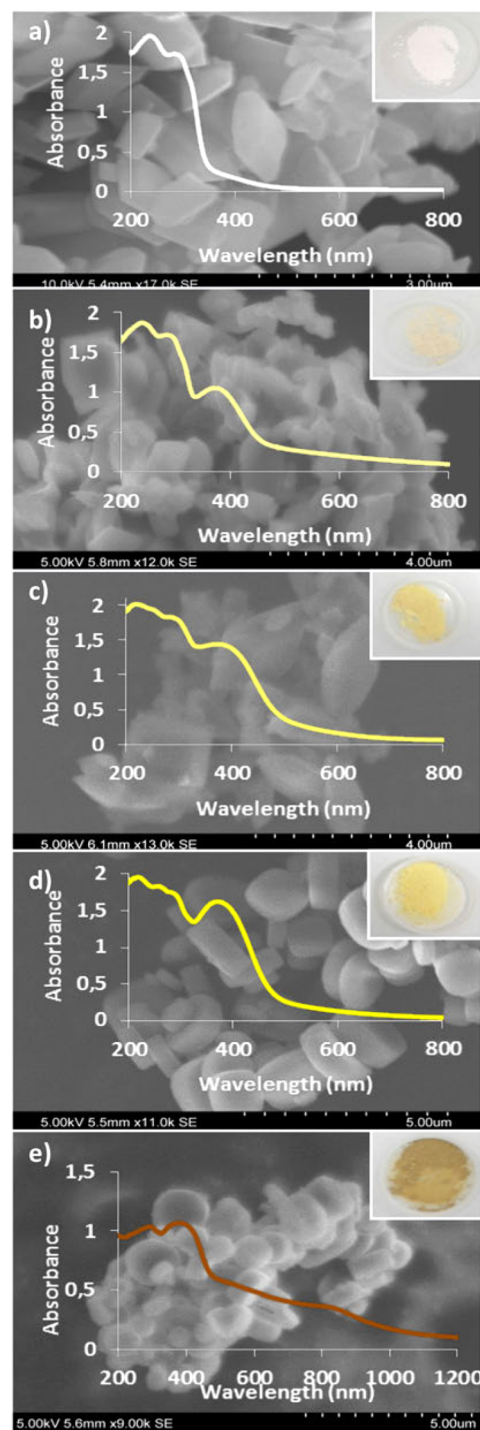 a)
2
1,5
1
0,5
0
Absorbance
200 400 600 800
Wavelength (nm)
10.0kV 5.4mm x17.0k SE 3.00um
b)
2
1,5
1
0,5
0
Absorbance
200 400 600 800
Wavelength (nm)
5.00kV 5.8mm x12.0k SE 4.00um
c)
2
1,5
1
0,5
0
Absorbance
200 400 600 800
Wavelength (nm)
5.00kV 6.1mm x13.0k SE 4.00um
d)
2
1,5
1
0,5
0
Absorbance
200 400 600 800
Wavelength (nm)
5.00kV 5.5mm x11.0k SE 5.00um
e)
1,5
1
0,5
0
Absorbance
200 400 600 800 1000 1200
Wavelength (nm)
5.00kV 5.6mm x9.00k SE 5.00um